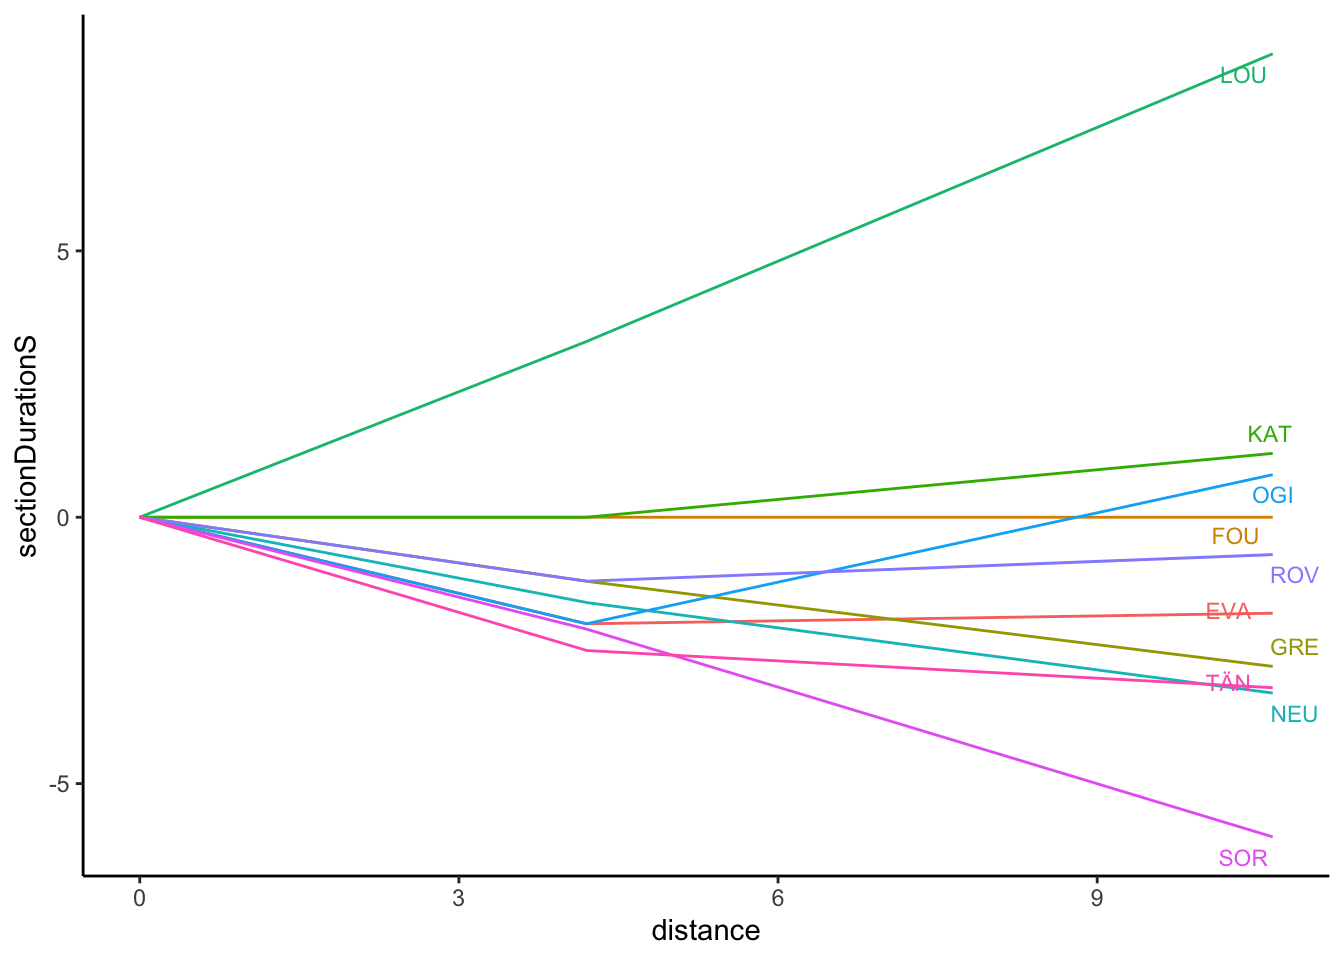 LOU
5
KAT
OGI
0
FOU
ROV
EVA
GRE
TÄN
NEU
-5
SOR
0 3 6 9
distance
sectionDurationS